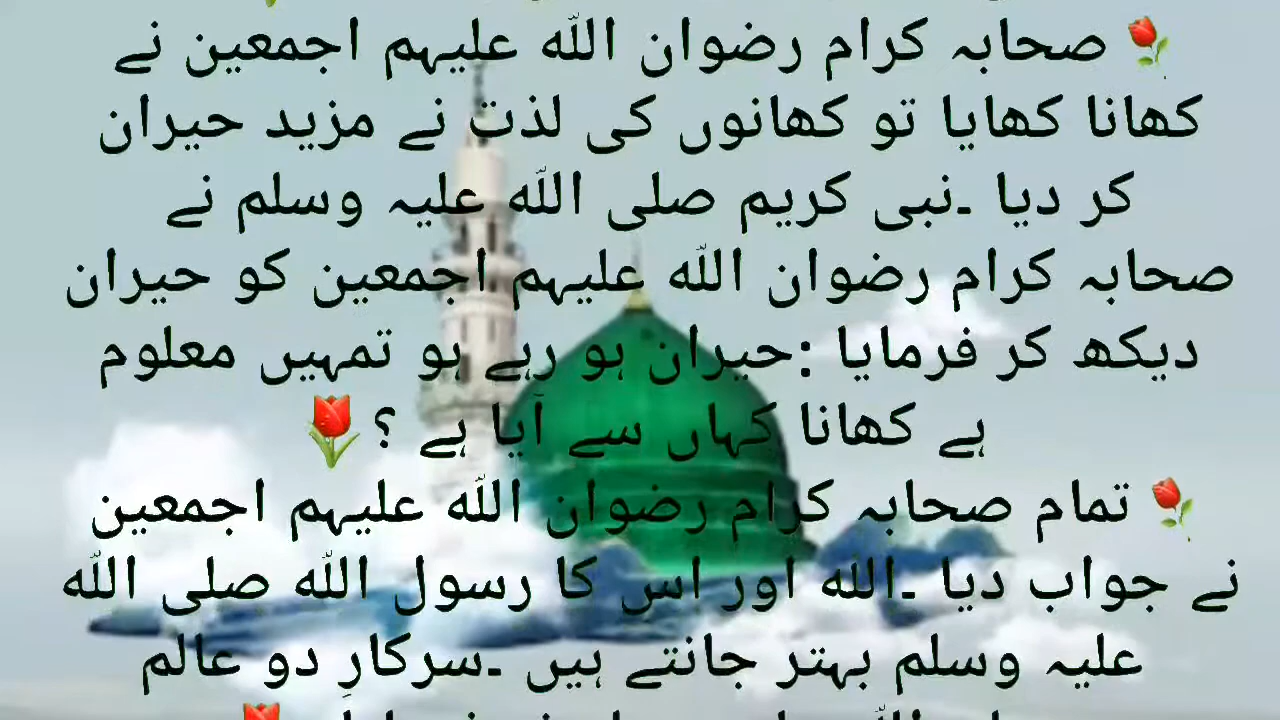 🌹 صحابہ کرام رضوان اللہ علیہم اجمعین نے
کھانا کھایا تو کھانوں کی لذت نے مزید حیران
کر دیا ۔نبی کریم صلی اللہ علیہ وسلم نے
صحابہ کرام رضوان اللہ علیہم اجمعین کو حیران
دیکھ کر فرمایا :حیران ہو رہے ہو تمہیں معلوم
ہے کھانا کہاں سے آیا ہے ؟🌷
🌹 تمام صحابہ کرام رضوان اللہ علیہم اجمعین
نے جواب دیا ۔اللہ اور اس کا رسول اللہ صلی اللہ
علیہ وسلم بہتر جانتے ہیں ۔سرکارِ دو عالم